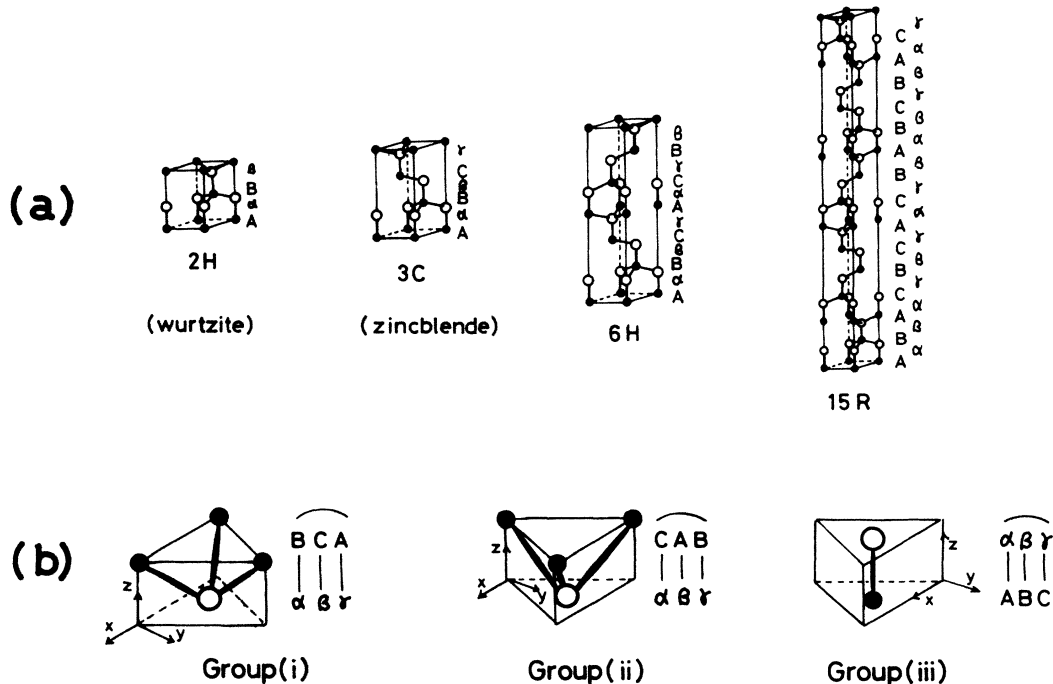 (a)
β
B
α
A
2H
(wurtzite)
γ
C
β
B
α
A
3C
(zincblende)
β
B
γ
C
α
A
γ
C
β
B
α
A
6H
γ
C
α
A
β
B
γ
C
β
B
α
A
β
B
γ
C
α
A
γ
C
β
B
γ
C
α
A
β
B
α
A
15R
(b)
z
x
y
B C A
α β γ
Group(i)
z
x
y
C A B
α β γ
Group(ii)
z
y
x
α β γ
A B C
Group(iii)